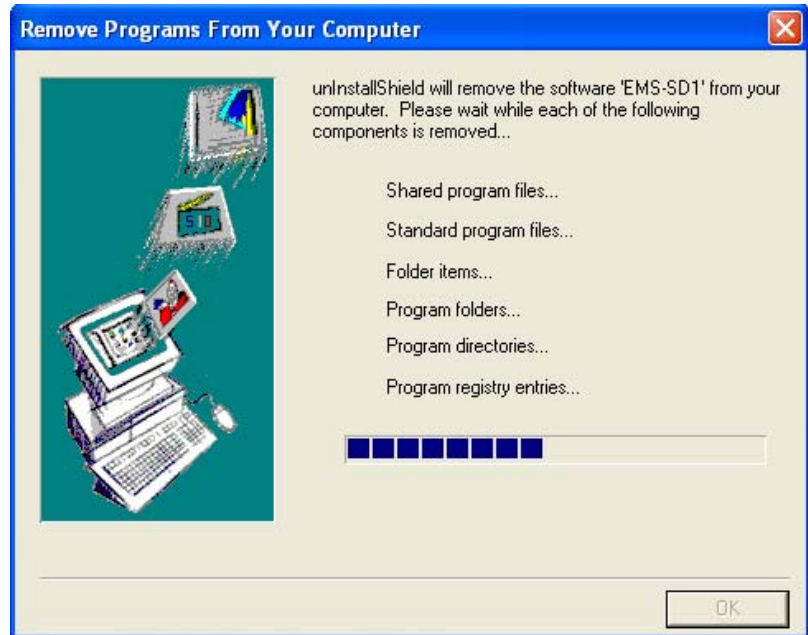 Remove Programs From Your Computer
unInstallShield will remove the software 'EMS-SD1' from your
computer. Please wait while each of the following
components is removed...
Shared program files...
Standard program files...
Folder items...
Program folders...
Program directories...
Program registry entries...
OK